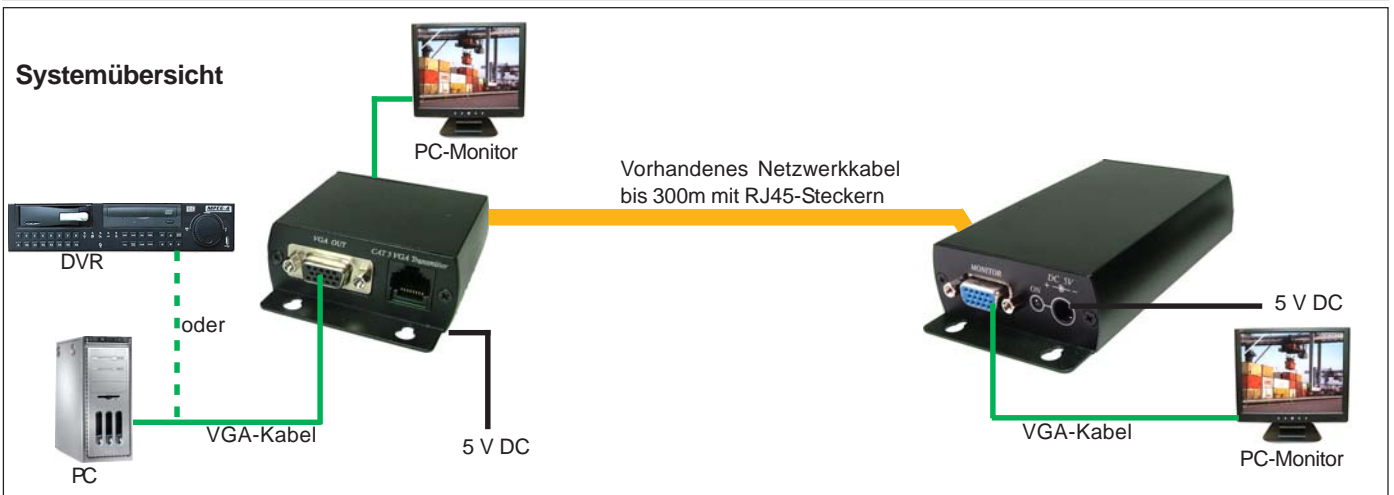 Systemübersicht
PC-Monitor
Vorhandenes Netzwerkkabel
bis 300m mit RJ45-Steckern
DVR
oder
PC
VGA-Kabel
5 V DC
VGA OUT
CAT 5 VGA Transmitter
MONITOR
DC 5V
+ -
ON
5 V DC
VGA-Kabel
PC-Monitor